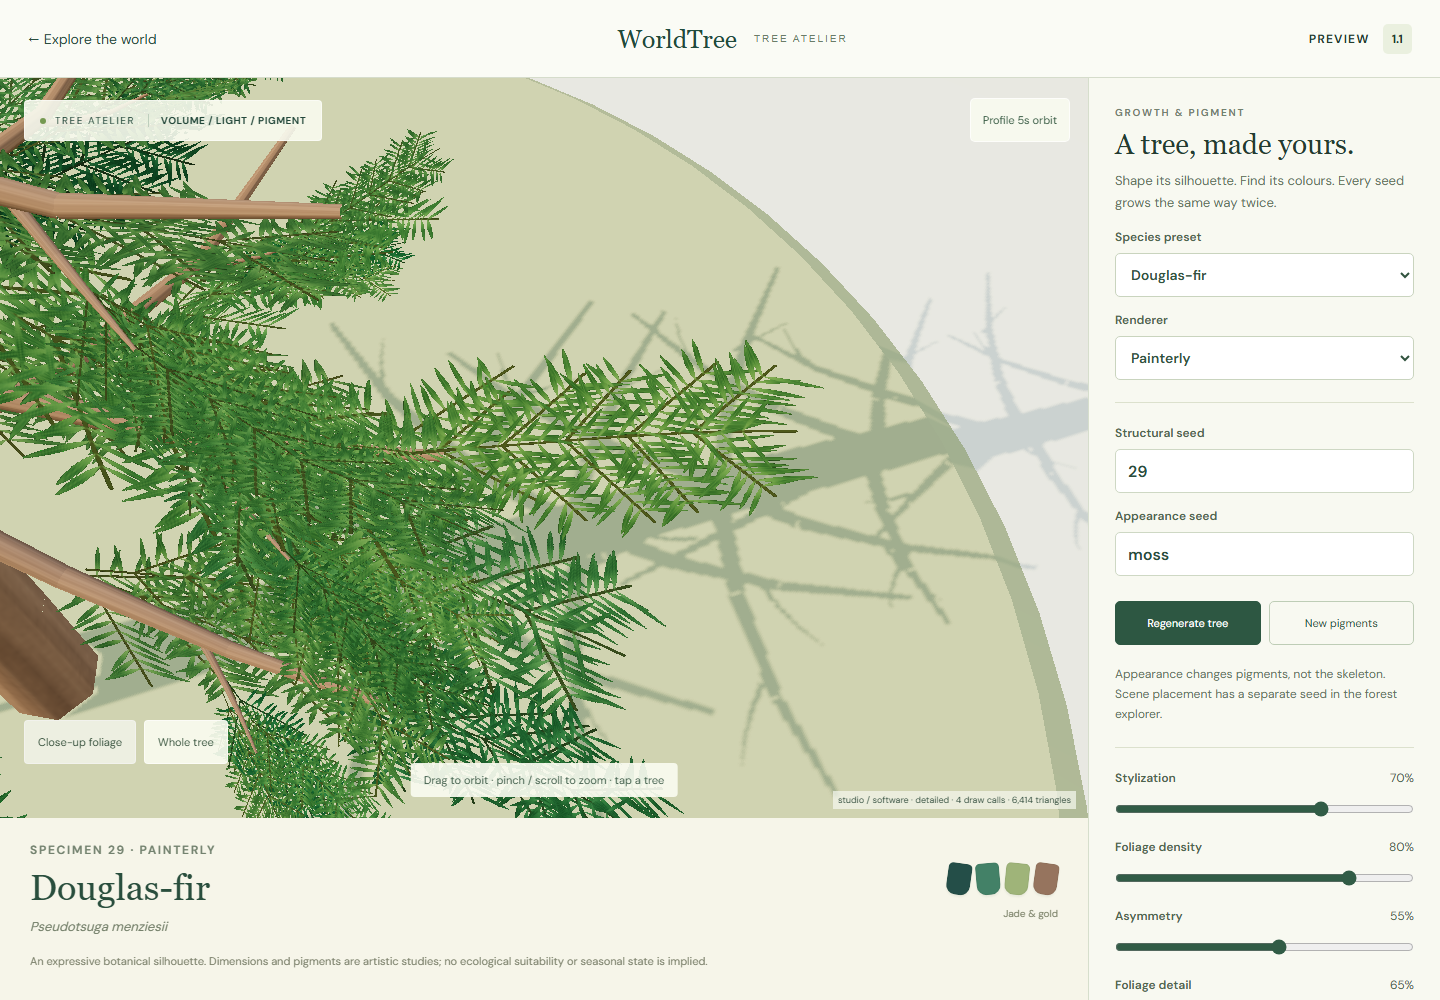 ← Explore the world
WorldTree TREE ATELIER
PREVIEW 1.1
TREE ATELIER VOLUME / LIGHT / PIGMENT
Profile 5s orbit
Close-up foliage
Whole tree
Drag to orbit · pinch / scroll to zoom · tap a tree
studio / software · detailed · 4 draw calls · 6,414 triangles
SPECIMEN 29 · PAINTERLY
Douglas-fir
Pseudotsuga menziesii
An expressive botanical silhouette. Dimensions and pigments are artistic studies; no ecological suitability or seasonal state is implied.
Jade & gold
GROWTH & PIGMENT
A tree, made yours.
Shape its silhouette. Find its colours. Every seed
grows the same way twice.
Species preset
Douglas-fir
Renderer
Painterly
Structural seed
29
Appearance seed
moss
Regenerate tree
New pigments
Appearance changes pigments, not the skeleton.
Scene placement has a separate seed in the forest
explorer.
Stylization 70%
Foliage density 80%
Asymmetry 55%
Foliage detail 65%